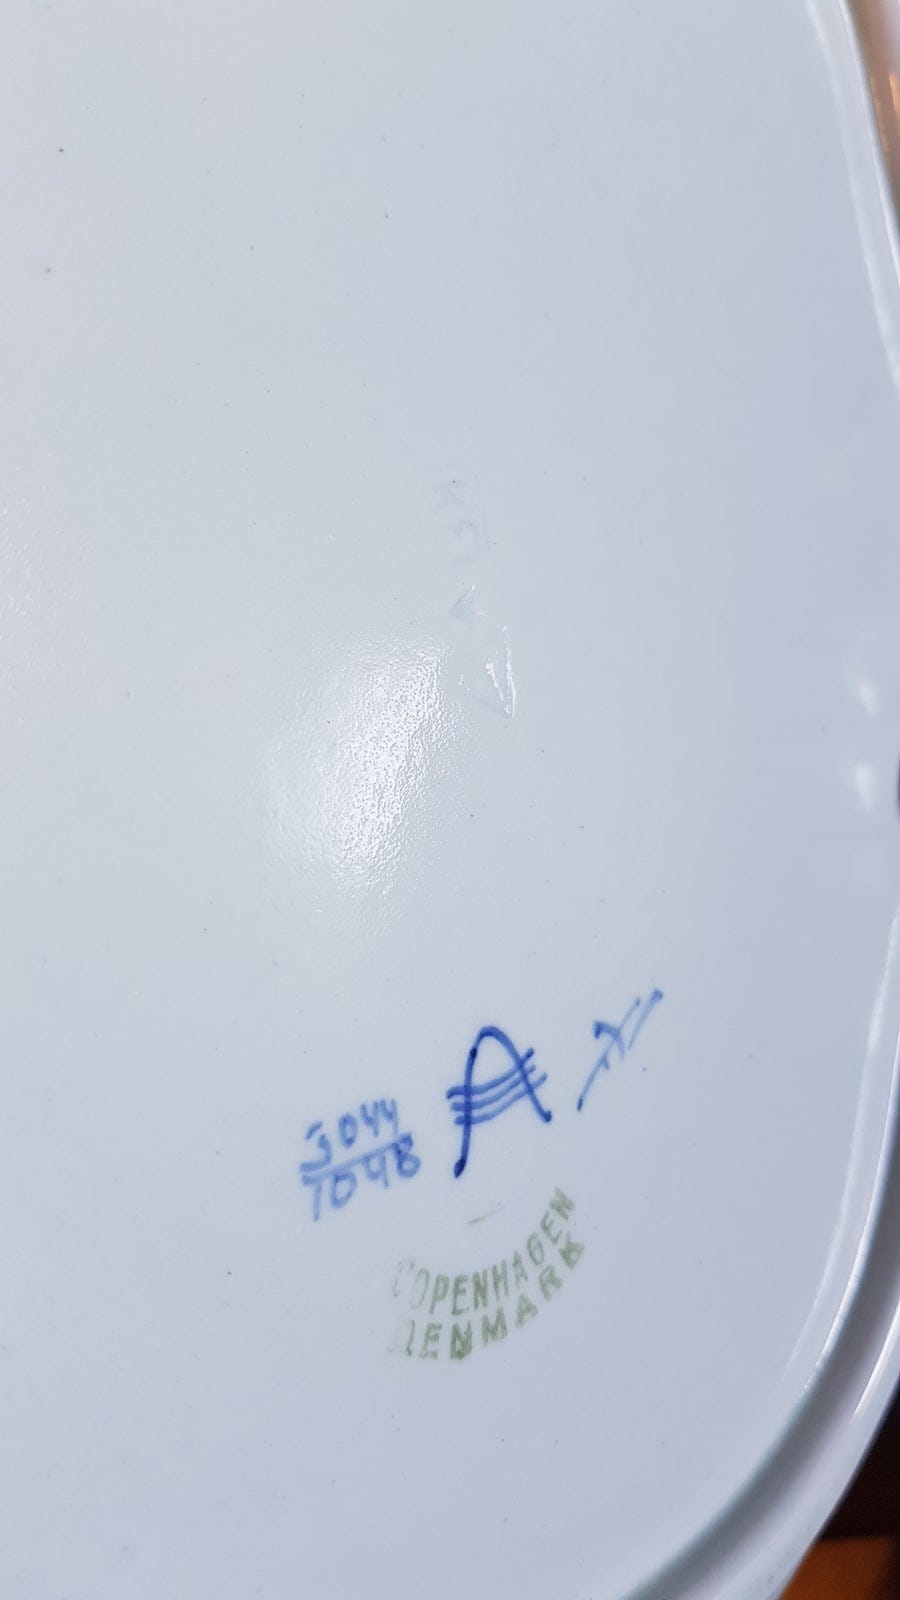 3044
1048
A
COPENHAGEN
DENMARK